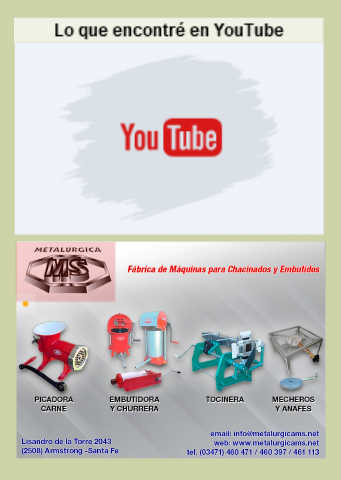 Lo que encontré en YouTube
YouTube
METALURGICA
MS
Fábrica de Máquinas para Chacinados y Embutidos
PICADORA
CARNE
EMBUTIDORA
Y CHURRERA
TOCINERA
MECHEROS
Y ANAFES
Lisandro de la Torre 2043
(2508) Armstrong -Santa Fe
email: info@metalurgicams.net
web: www.metalurgicams.net
tel. (03471) 460 471 / 460 397 / 461 113